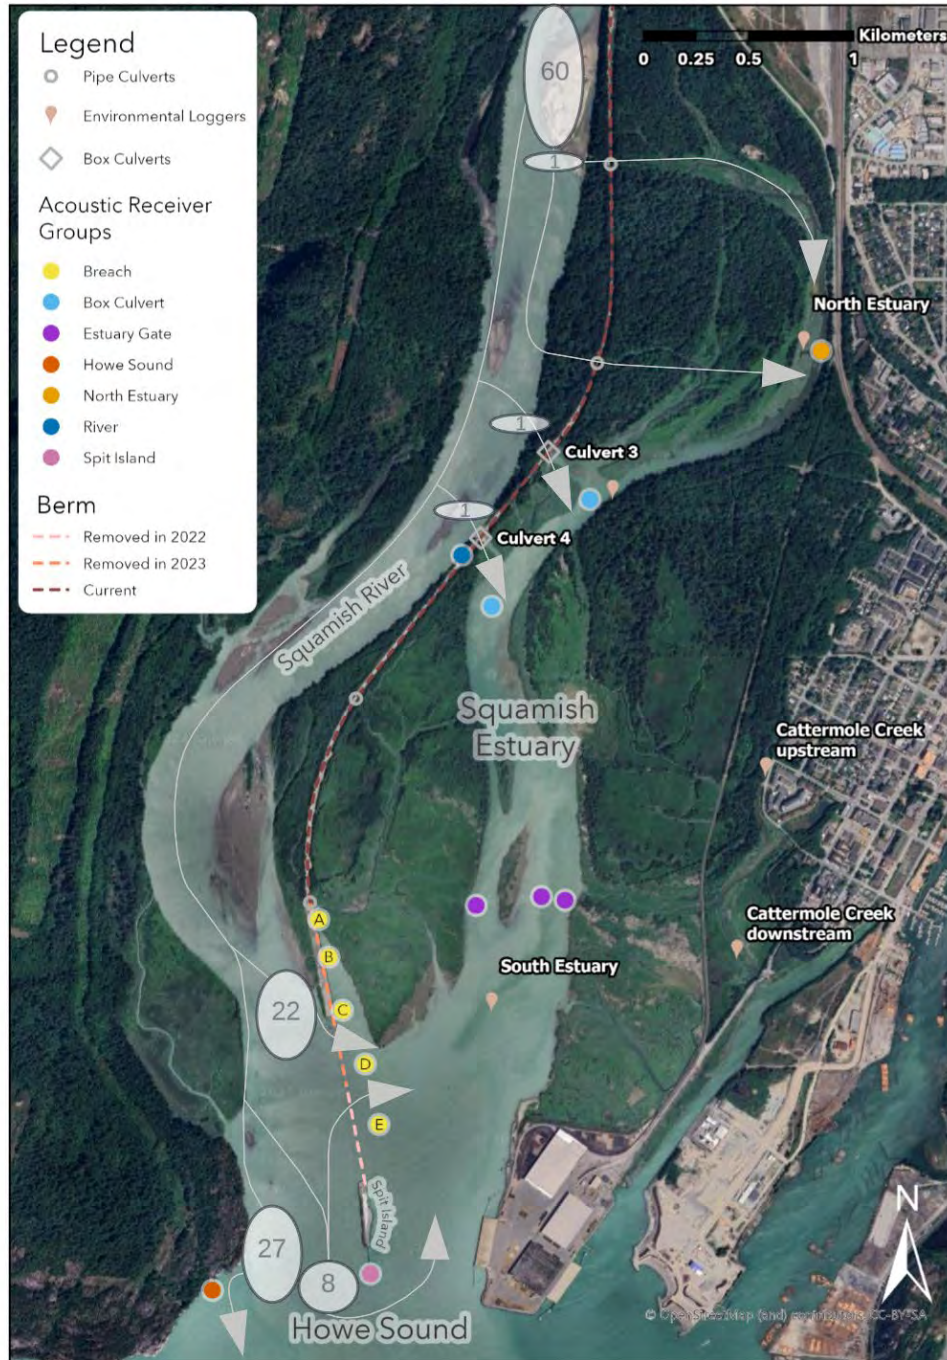 Legend
Pipe Culverts
Environmental Loggers
Box Culverts
Acoustic Receiver
Groups
Breach
Box Culvert
Estuary Gate
Howe Sound
North Estuary
River
Spit Island
Berm
Removed in 2022
Removed in 2023
Current
Kilometers
0 0.25 0.5 1
60
1
North Estuary
1
Culvert 3
1
Culvert 4
Squamish River
Squamish
Estuary
Cattermole Creek
upstream
A
Cattermole Creek
downstream
B
South Estuary
22
C
D
E
Spit Island
N
27
8
Howe Sound
© OpenStreetMap (and) contributors, CC-BY-SA